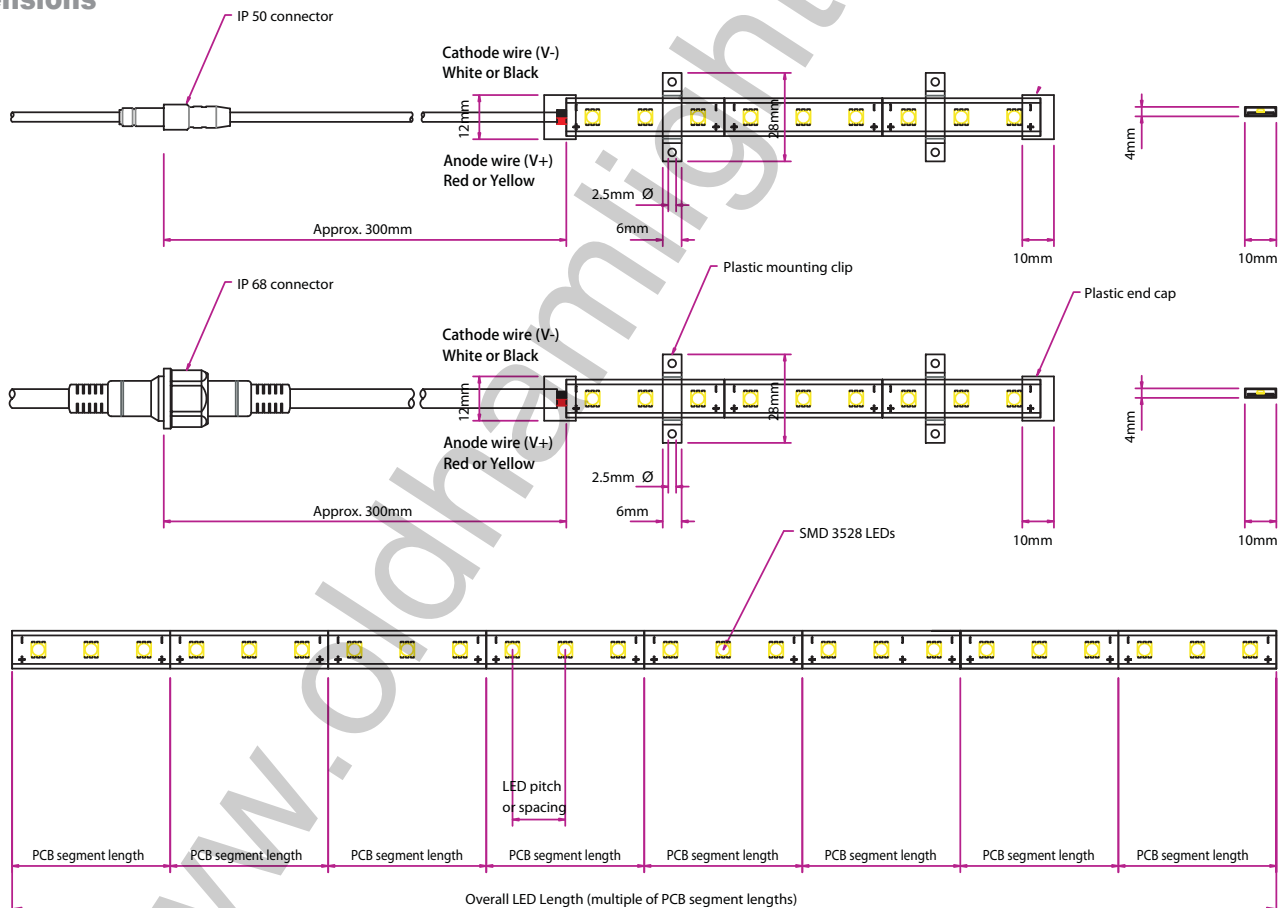 ensions
IP 50 connector
Cathode wire (V-)
White or Black
12mm
28mm
4mm
Anode wire (V+)
Red or Yellow
2.5mm Ø
Approx. 300mm
6mm
10mm
10mm
Plastic mounting clip
IP 68 connector
Plastic end cap
Cathode wire (V-)
White or Black
12mm
28mm
4mm
Anode wire (V+)
Red or Yellow
2.5mm Ø
Approx. 300mm
6mm
10mm
10mm
SMD 3528 LEDs
LED pitch
or spacing
PCB segment length
PCB segment length
PCB segment length
PCB segment length
PCB segment length
PCB segment length
PCB segment length
PCB segment length
Overall LED Length (multiple of PCB segment lengths)
w.oldhamlight